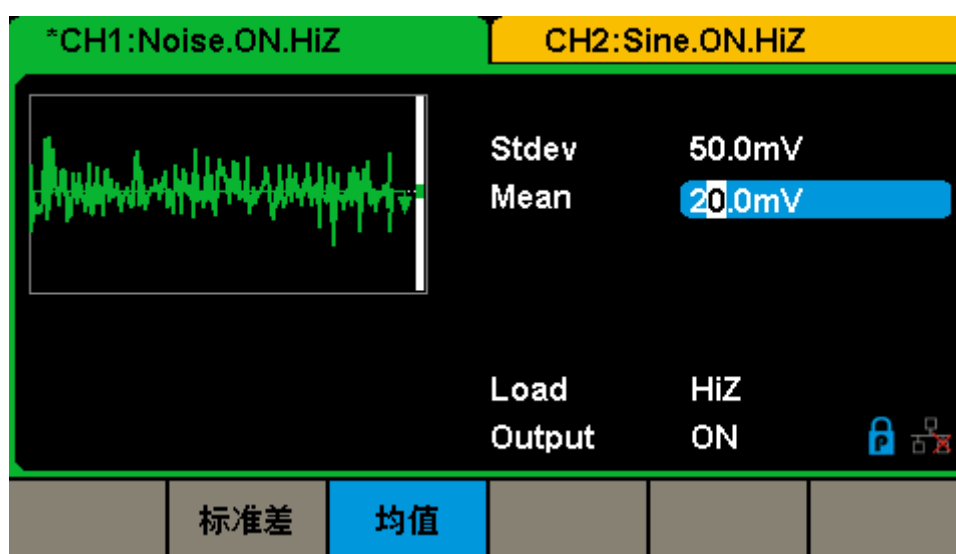 *CH1:Noise.ON.HiZ CH2:Sine.ON.HiZ
Stdev 50.0mV
Mean 20.0mV
Load HiZ
Output ON
P
标准差 均值